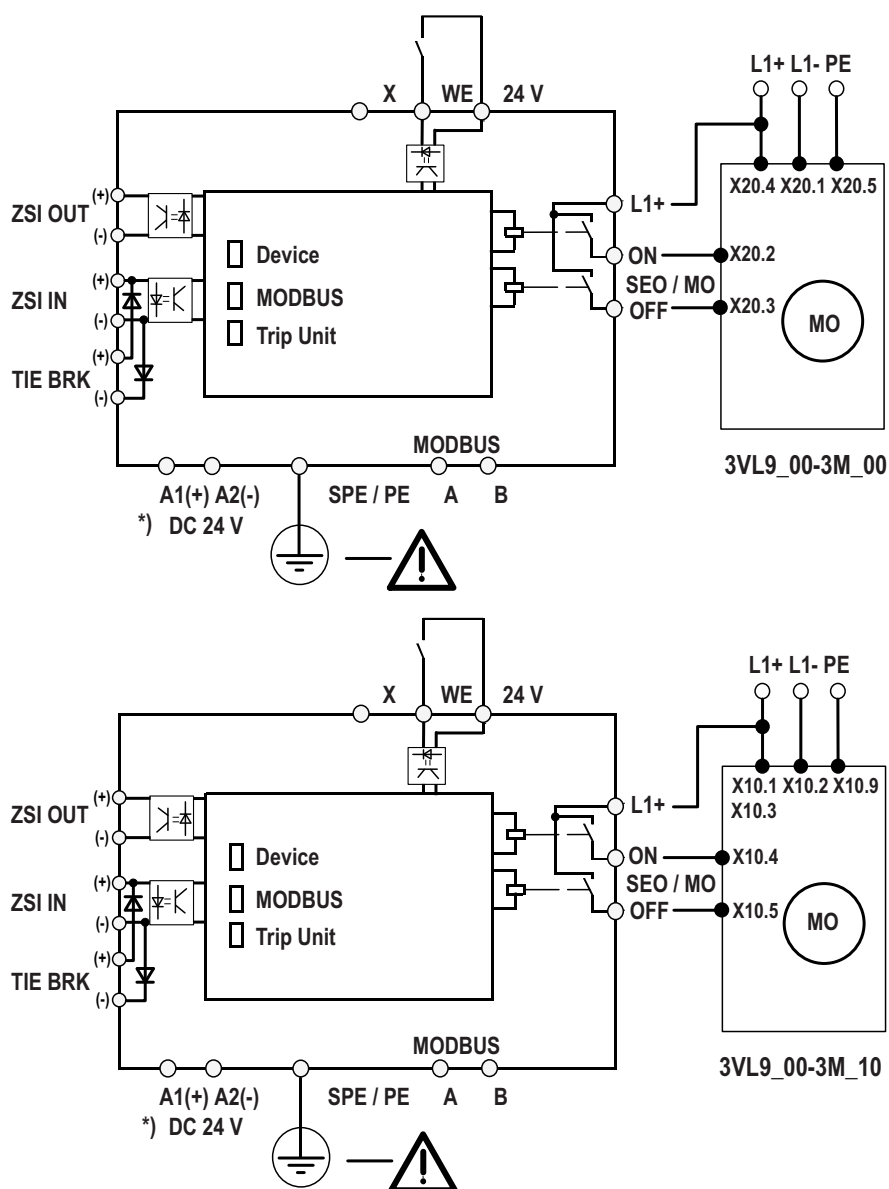 L1+ L1- PE
X WE 24 V
X20.4 X20.1 X20.5
(+)
ZSI OUT
(-)
L1+
Device
ON
X20.2
(+)
ZSI IN
MODBUS
SEO / MO
(-)
OFF
X20.3
MO
Trip Unit
(+)
TIE BRK
(-)
MODBUS
3VL9_00-3M_00
A1(+) A2(-) SPE / PE A B
*) DC 24 V
!
L1+ L1- PE
X WE 24 V
X10.1 X10.2 X10.9
X10.3
(+)
ZSI OUT
(-)
L1+
Device
ON
X10.4
(+)
ZSI IN
MODBUS
SEO / MO
(-)
OFF
X10.5
MO
Trip Unit
(+)
TIE BRK
(-)
MODBUS
3VL9_00-3M_10
A1(+) A2(-) SPE / PE A B
*) DC 24 V
!